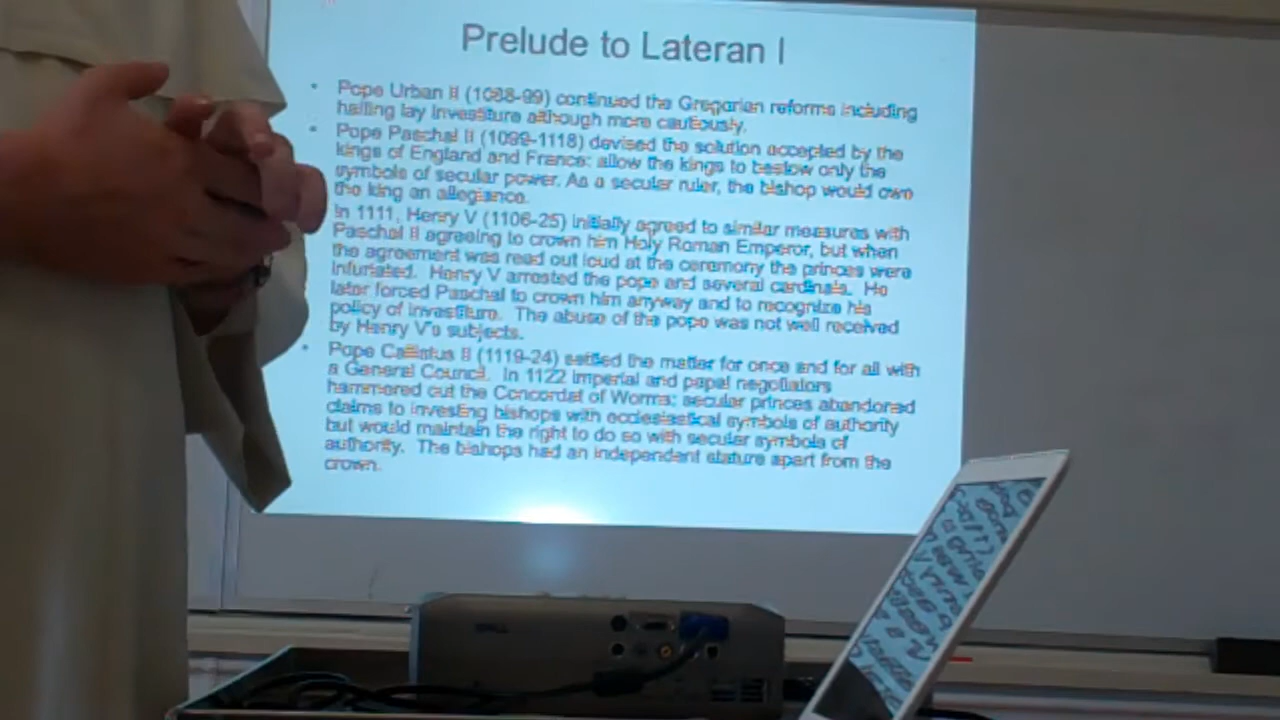 Prelude to Lateran I
• Pope Urban II (1088-99) continued the Gregorian reforms including
halting lay investiture although more cautiously.
• Pope Paschal II (1099-1118) devised the solution accepted by the
kings of England and France: allow the kings to bestow only the
symbols of secular power. As a secular ruler, the bishop would owe
the king an allegiance.
In 1111, Henry V (1106-25) initially agreed to similar measures with
Paschal II agreeing to crown him Holy Roman Emperor, but when
the agreement was read out loud at the ceremony the princes were
infuriated. Henry V arrested the pope and several cardinals. He
later forced Paschal to crown him anyway and to recognize his
policy of investiture. The abuse of the pope was not well received
by Henry V's subjects.
• Pope Callistus II (1119-24) settled the matter for once and for all with
a General Council. In 1122 imperial and papal negotiators
hammered out the Concordat of Worms: secular princes abandoned
claims to investing bishops with ecclesiastical symbols of authority
but would maintain the right to do so with secular symbols of
authority. The bishops had an independent stature apart from the
crown.
DELL